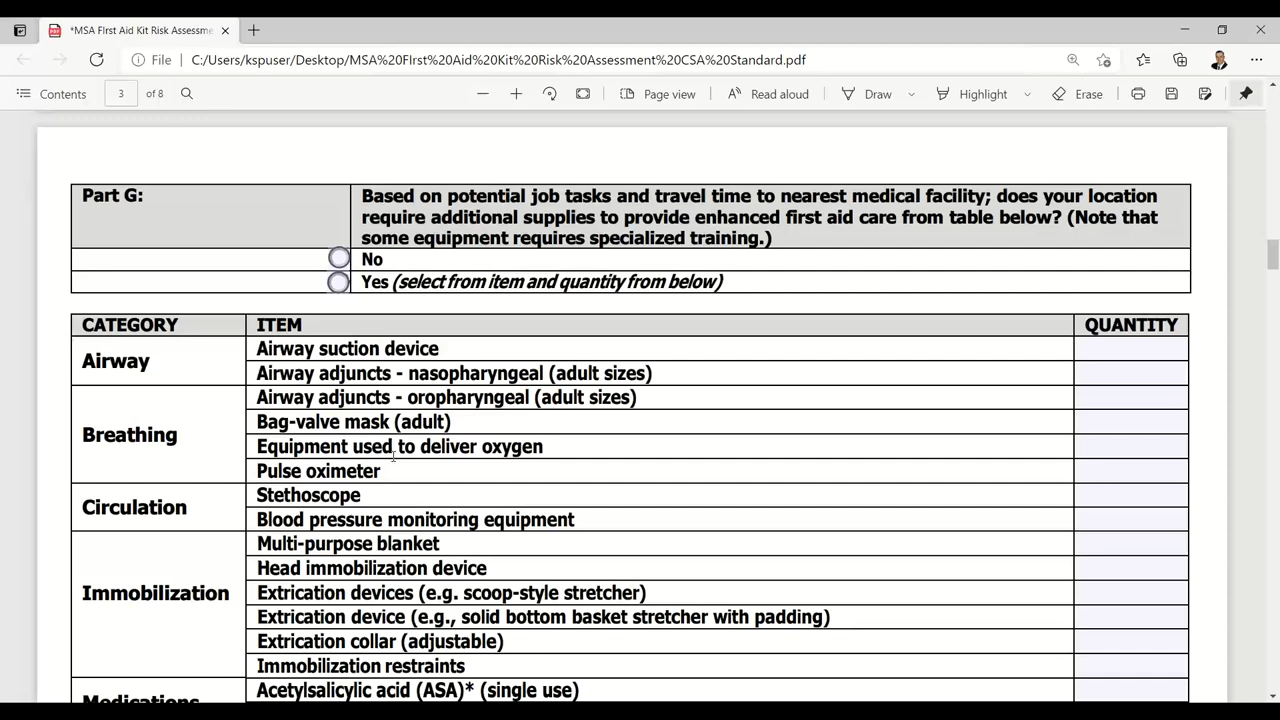 *MSA FIrst Aid Kit Risk Assessme
File C:/Users/kspuser/Desktop/MSA%20FIrst%20Aid%20Kit%20Risk%20Assessment%20CSA%20Standard.pdf
Contents 3 of 8 Page view Read aloud Draw Highlight Erase
Part G: Based on potential job tasks and travel time to nearest medical facility; does your location
require additional supplies to provide enhanced first aid care from table below? (Note that
some equipment requires specialized training.)
No
Yes (select from item and quantity from below)
CATEGORY ITEM QUANTITY
Airway
Airway suction device
Airway adjuncts - nasopharyngeal (adult sizes)
Breathing
Airway adjuncts - oropharyngeal (adult sizes)
Bag-valve mask (adult)
Equipment used to deliver oxygen
Pulse oximeter
Circulation
Stethoscope
Blood pressure monitoring equipment
Immobilization
Multi-purpose blanket
Head immobilization device
Extrication devices (e.g. scoop-style stretcher)
Extrication device (e.g., solid bottom basket stretcher with padding)
Extrication collar (adjustable)
Immobilization restraints
Medications
Acetylsalicylic acid (ASA)* (single use)